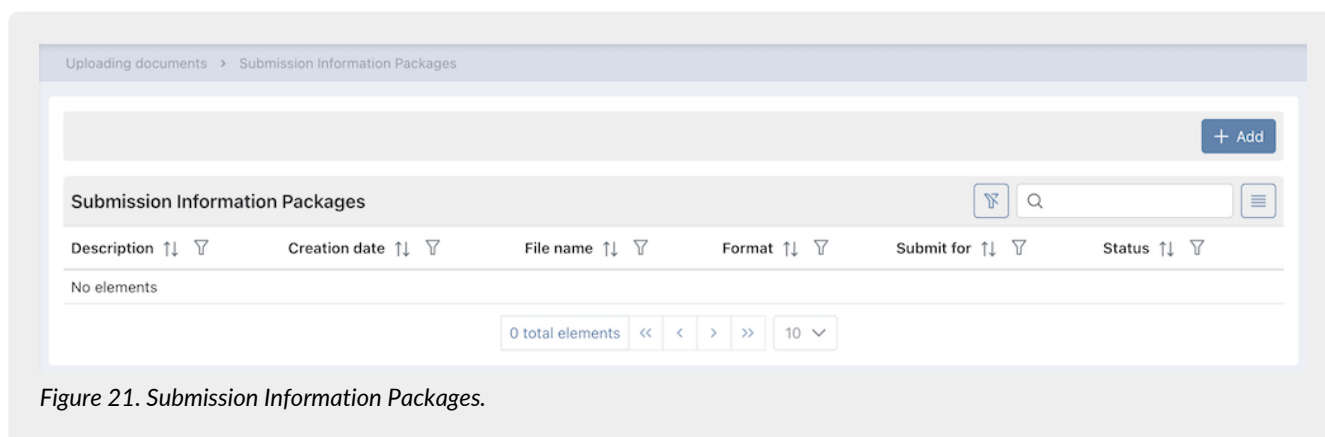 Uploading documents > Submission Information Packages
+ Add
Submission Information Packages
Description Creation date File name Format Submit for Status
No elements
0 total elements << < > >> 10
Figure 21. Submission Information Packages.